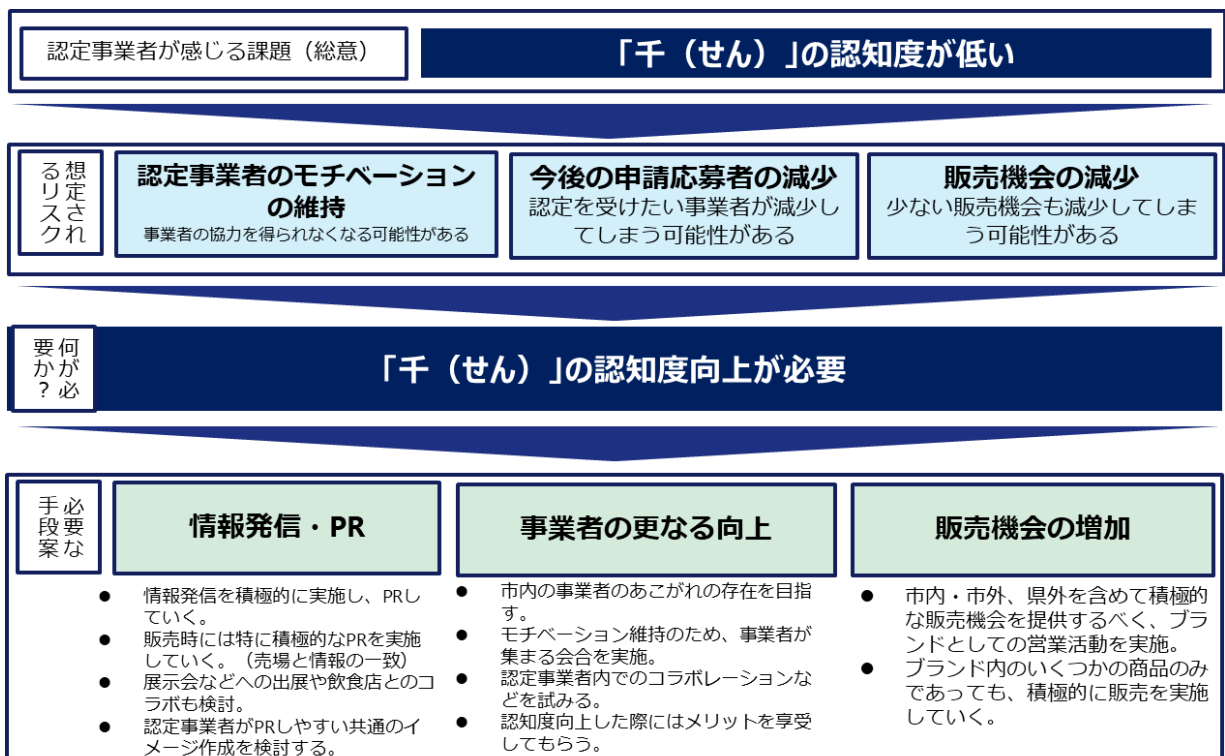 認定事業者が感じる課題（総意）
「千（せん）」の認知度が低い
想定され
るリスク
認定事業者のモチベーション
の維持
事業者の協力を得られなくなる可能性がある
今後の申請応募者の減少
認定を受けたい事業者が減少し
てしまう可能性がある
販売機会の減少
少ない販売機会も減少してしま
う可能性がある
何が必
要か？
「千（せん）」の認知度向上が必要
必要な
手段案
情報発信・PR
● 情報発信を積極的に実施し、PRし
ていく。
● 販売時には特に積極的なPRを実施
していく。（売場と情報の一致）
● 展示会などへの出展や飲食店とのコ
ラボも検討。
● 認定事業者がPRしやすい共通のイ
メージ作成を検討する。
事業者の更なる向上
● 市内の事業者のあこがれの存在を目指
す。
● モチベーション維持のため、事業者が
集まる会合を実施。
● 認定事業者内でのコラボレーションな
どを試みる。
● 認知度向上した際にはメリットを享受
してもらう。
販売機会の増加
● 市内・市外、県外を含めて積極的
な販売機会を提供するべく、ブラ
ンドとしての営業活動を実施。
● ブランド内のいくつかの商品のみ
であっても、積極的に販売を実施
していく。